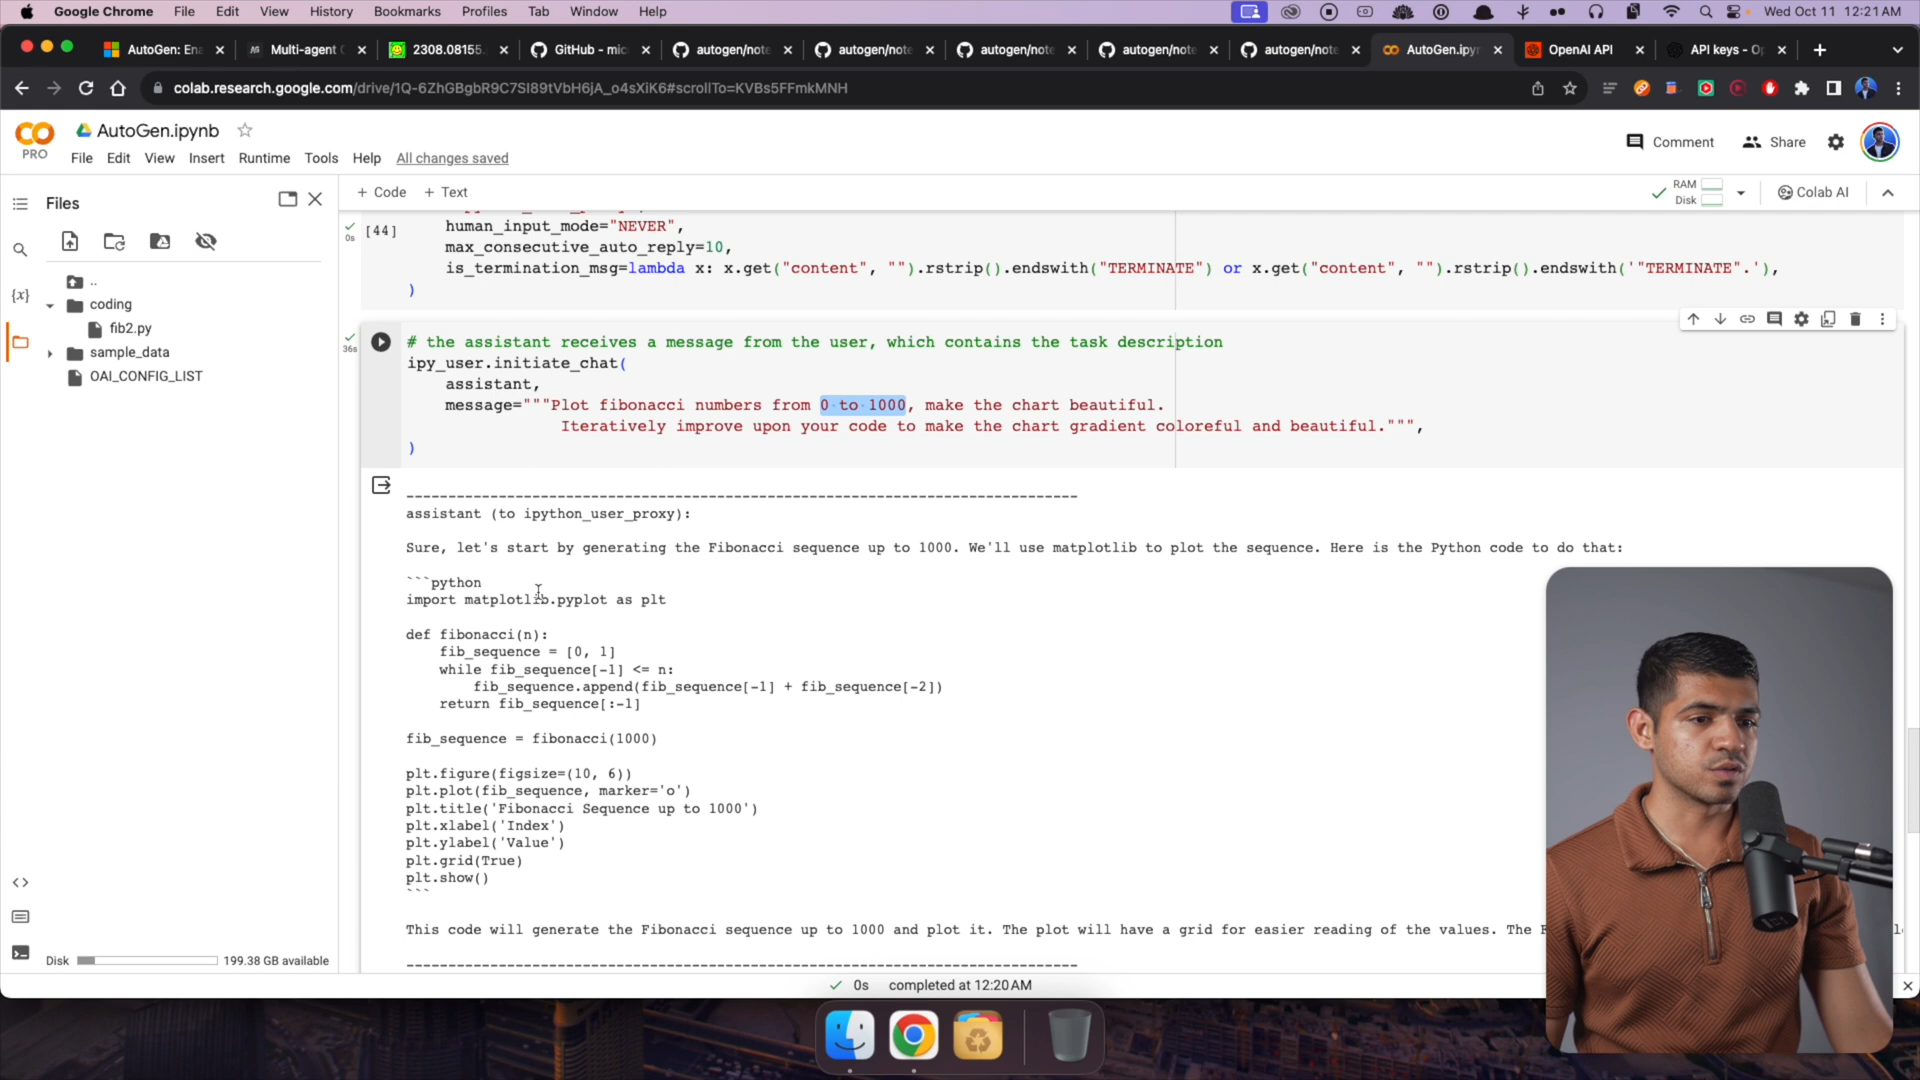 Google Chrome File Edit View History Bookmarks Profiles Tab Window Help Wed Oct 11 12:21 AM
AutoGen: Ena Multi-agent C 2308.08155. GitHub - mic autogen/note autogen/note autogen/note autogen/note autogen/note AutoGen.ipyn OpenAI API API keys - Op
colab.research.google.com/drive/1Q-6ZhGBgbR9C7SI89tVbH6jA_o4sXiK6#scrollTo=KVBs5FFmkMNH
PRO
AutoGen.ipynb
File Edit View Insert Runtime Tools Help All changes saved
Comment Share
Files
+ Code + Text
RAM
Disk
Colab AI
..
coding
fib2.py
sample_data
OAI_CONFIG_LIST
{x}
0s
[44]
human_input_mode="NEVER",
max_consecutive_auto_reply=10,
is_termination_msg=lambda x: x.get("content", "").rstrip().endswith("TERMINATE") or x.get("content", "").rstrip().endswith('"TERMINATE".'),
)
36s
# the assistant receives a message from the user, which contains the task description
ipy_user.initiate_chat(
assistant,
message="""Plot fibonacci numbers from 0 to 1000, make the chart beautiful.
Iteratively improve upon your code to make the chart gradient coloreful and beautiful.""",
)
--------------------------------------------------------------------------------
assistant (to ipython_user_proxy):
Sure, let's start by generating the Fibonacci sequence up to 1000. We'll use matplotlib to plot the sequence. Here is the Python code to do that:
```python
import matplotlib.pyplot as plt
def fibonacci(n):
fib_sequence = [0, 1]
while fib_sequence[-1] <= n:
fib_sequence.append(fib_sequence[-1] + fib_sequence[-2])
return fib_sequence[:-1]
fib_sequence = fibonacci(1000)
plt.figure(figsize=(10, 6))
plt.plot(fib_sequence, marker='o')
plt.title('Fibonacci Sequence up to 1000')
plt.xlabel('Index')
plt.ylabel('Value')
plt.grid(True)
plt.show()
```
This code will generate the Fibonacci sequence up to 1000 and plot it. The plot will have a grid for easier reading of the values. The
--------------------------------------------------------------------------------
Disk 199.38 GB available
0s completed at 12:20 AM